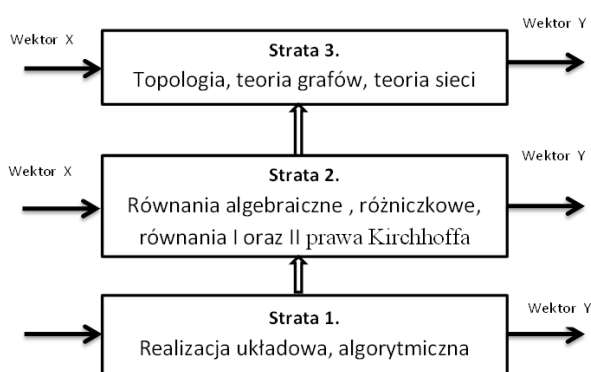 Wektor X
Strata 3.
Wektor Y
Topologia, teoria grafów, teoria sieci
Wektor X
Strata 2.
Wektor Y
Równania algebraiczne , różniczkowe,
równania I oraz II prawa Kirchhoffa
Strata 1.
Wektor Y
Realizacja układowa, algorytmiczna